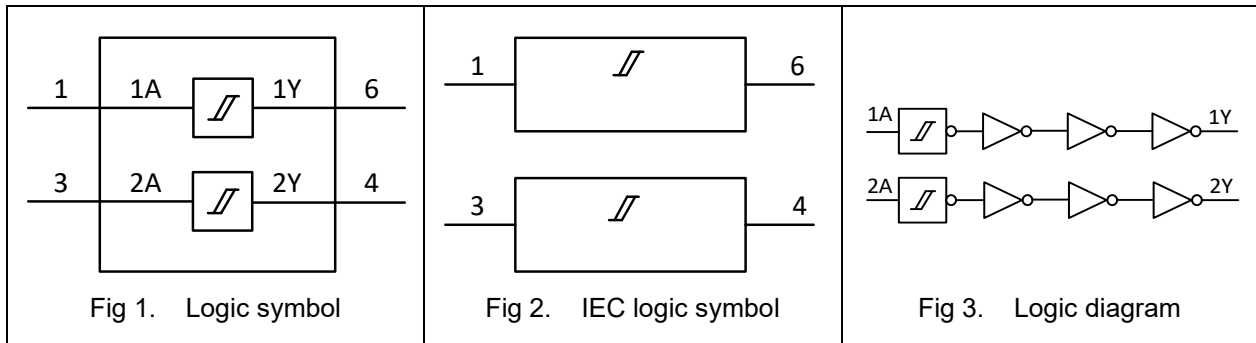 1 1A 1Y 6
3 2A 2Y 4
Fig 1. Logic symbol
1 6
3 4
Fig 2. IEC logic symbol
1A 1Y
2A 2Y
Fig 3. Logic diagram